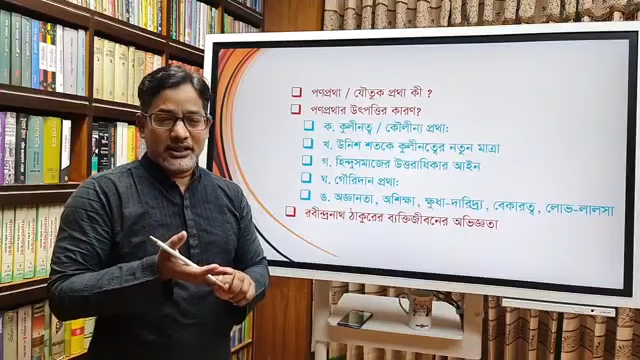 পণপ্রথা / যৌতুক প্রথা কী ?
পণপ্রথার উৎপত্তির কারণ?
ক. কুলীনত্ব / কৌলীন্য প্রথা:
খ. উনিশ শতকে কুলীনত্বের নতুন মাত্রা
গ. হিন্দুসমাজের উত্তরাধিকার আইন
ঘ. গৌরিদান প্রথা:
ঙ. অজ্ঞানতা, অশিক্ষা, ক্ষুধা-দারিদ্র্য, বেকারত্ব, লোভ-লালসা
রবীন্দ্রনাথ ঠাকুরের ব্যক্তিজীবনের অভিজ্ঞতা